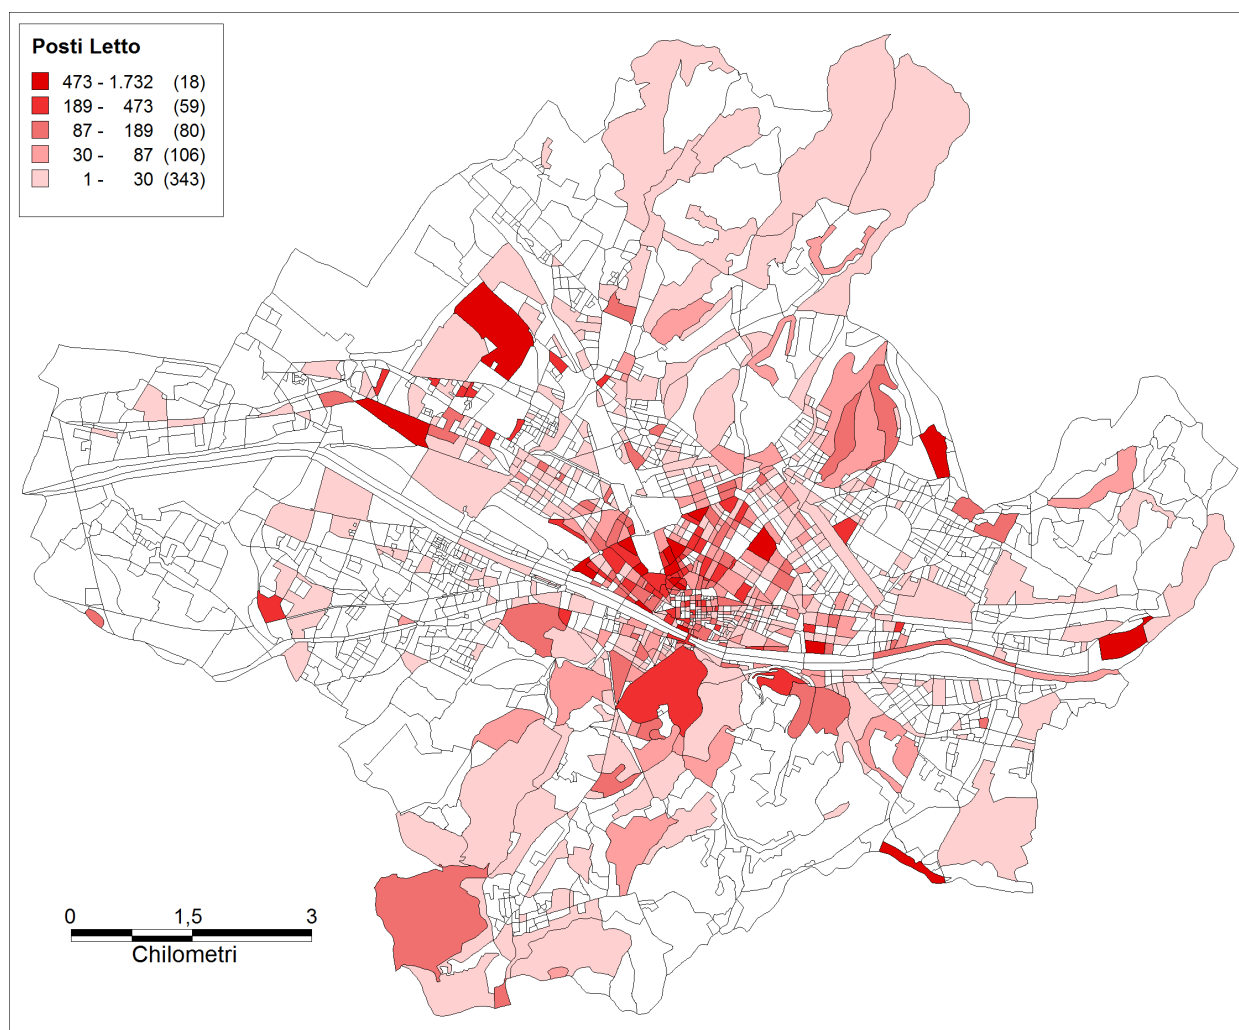 Posti Letto
473 - 1.732 (18)
189 - 473 (59)
87 - 189 (80)
30 - 87 (106)
1 - 30 (343)
0 1,5 3
Chilometri